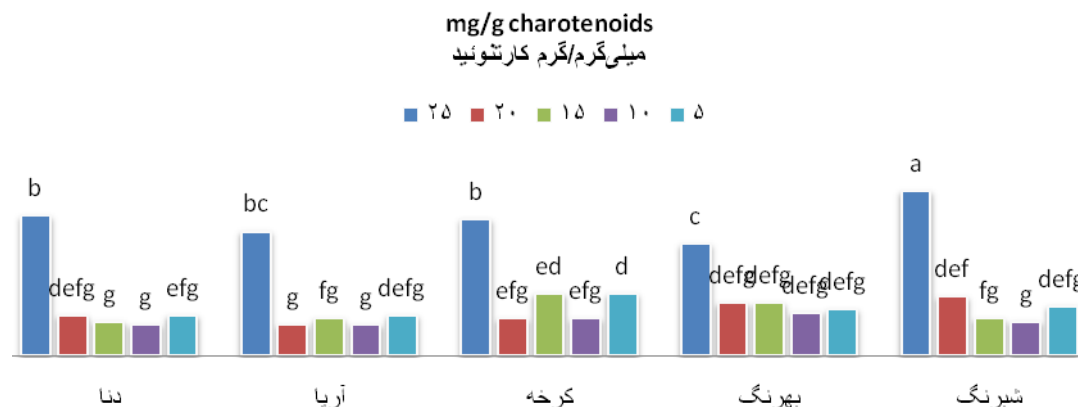 mg/g charotenoids
میلی‌گرم/گرم کارتنوئید
۲۵ ۲۰ ۱۵ ۱۰ ۵
b defg g g efg
bc g fg g defg
b efg ed efg d
c defg defg defg defg
a def fg g defg
دنا آریا کرخه بهرنگ شبرنگ